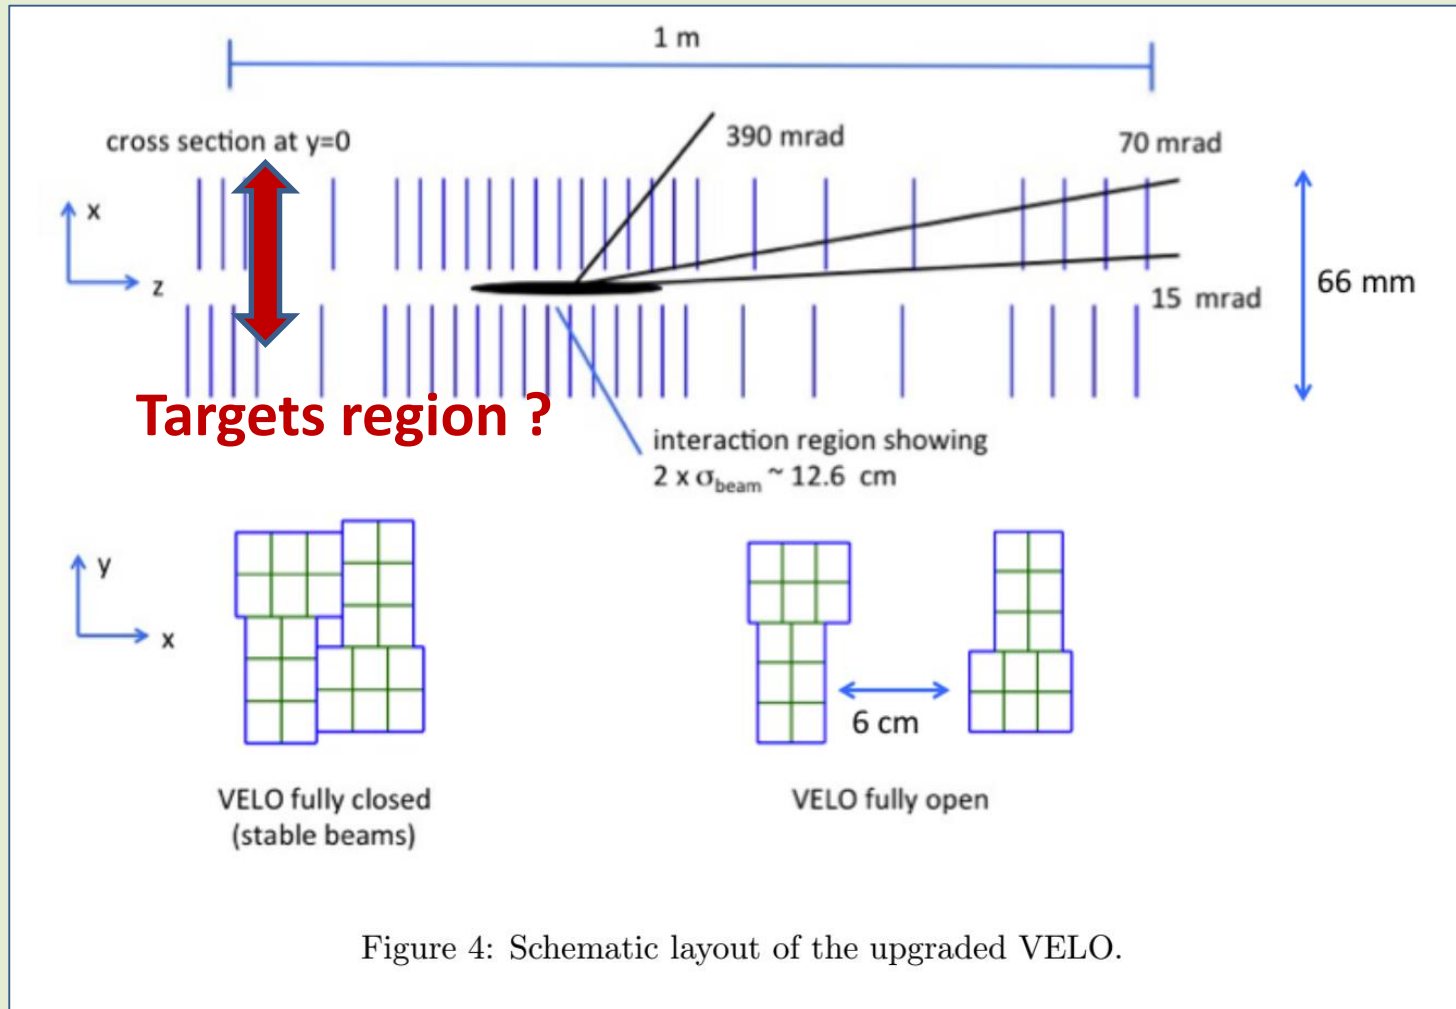 1 m
cross section at y=0
390 mrad
70 mrad
x
z
66 mm
15 mrad
Targets region ?
interaction region showing
2 x σbeam ~ 12.6 cm
y
x
6 cm
VELO fully closed
(stable beams)
VELO fully open
Figure 4: Schematic layout of the upgraded VELO.